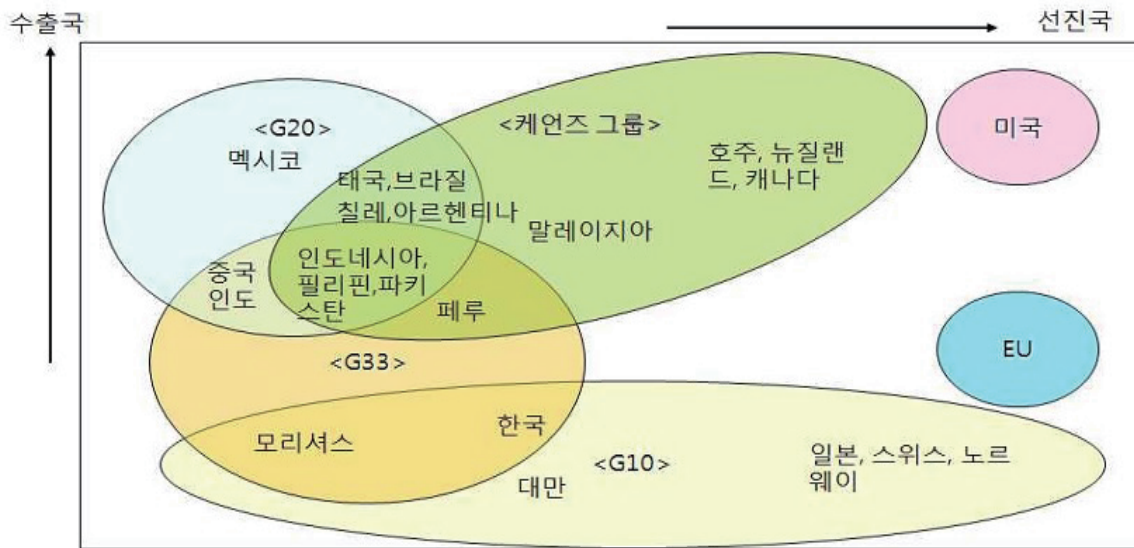 수출국
선진국
<G20>
멕시코
<케언즈 그룹>
미국
호주, 뉴질랜
드, 캐나다
태국,브라질
칠레,아르헨티나
말레이지아
중국
인도
인도네시아,
필리핀,파키
스탄
페루
EU
<G33>
한국
모리셔스
<G10>
대만
일본, 스위스, 노르
웨이